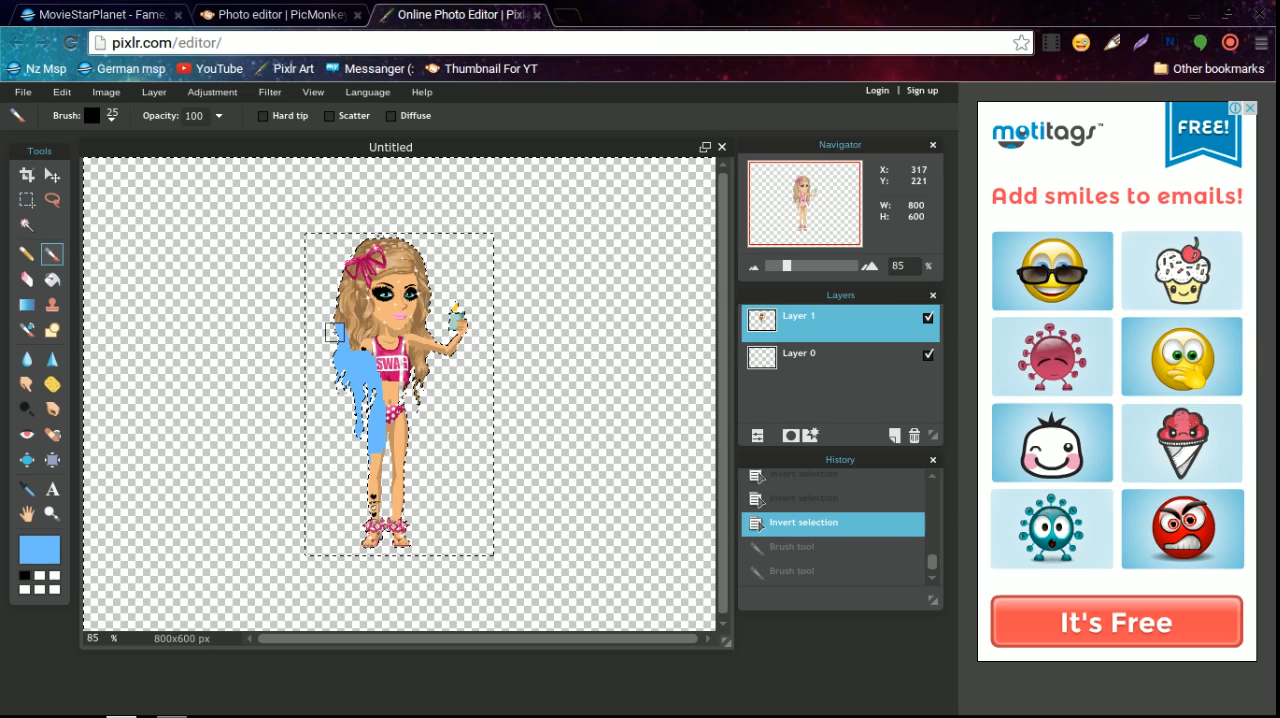 MovieStarPlanet - Fame, Photo editor | PicMonkey Online Photo Editor | Pixl
pixlr.com/editor/
Nz Msp German msp YouTube Pixlr Art Messanger (: Thumbnail For YT Other bookmarks
File Edit Image Layer Adjustment Filter View Language Help Login | Sign up
Brush: 25 Opacity: 100 Hard tip Scatter Diffuse
Tools
Untitled
SWAG
85 % 800x600 px
Navigator
X: 317
Y: 221
W: 800
H: 600
85 %
Layers
Layer 1
Layer 0
History
Invert selection
Invert selection
Invert selection
Brush tool
Brush tool
motitags™
FREE!
Add smiles to emails!
It's Free